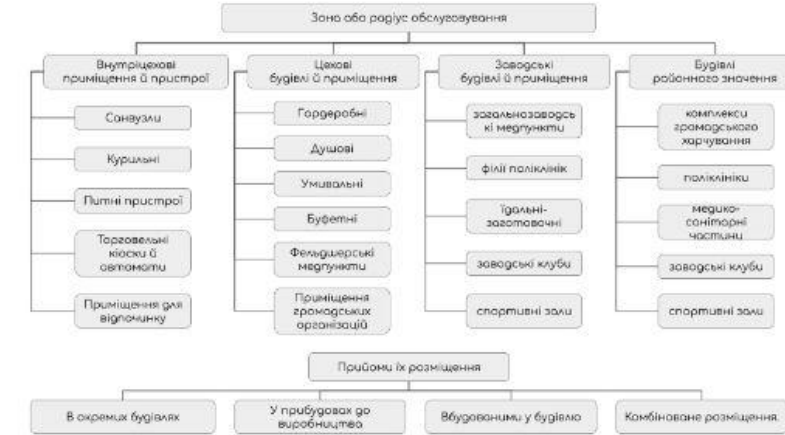 Зона або радіус обслуговування
Внутріцехові
приміщення й пристрої
Санвузли
Курильні
Питні пристрої
Торговельні
кіоски й
автомати
Приміщення для
відпочинку
Цехові
будівлі й приміщення
Гардеробні
Душові
Умивальні
Буфетні
Фельдшерські
медпункти
Приміщення
громадських
організацій
Заводські
будівлі й приміщення
загальнозаводсь
кі медпункти
філії поліклінік
їдальні-
заготовочні
заводські клуби
спортивні зали
Будівлі
районного значення
комплекси
громадського
харчування
поліклініки
медико-
санітарні
частини
заводські клуби
спортивні зали
Прийоми їх розміщення
В окремих будівлях
У прибудовах до
виробництва
Вбудованими у будівлю
Комбіноване розміщення.